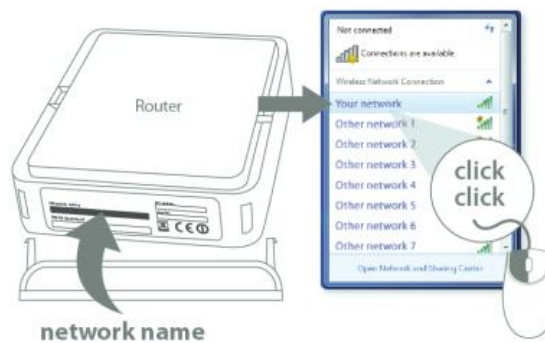 Router
network name
Not connected
Connections are available
Wireless Network Connection
Your network
Other network 1
Other network 2
Other network 3
Other network 4
Other network 5
Other network 6
Other network 7
click
click
Open Network and Sharing Center